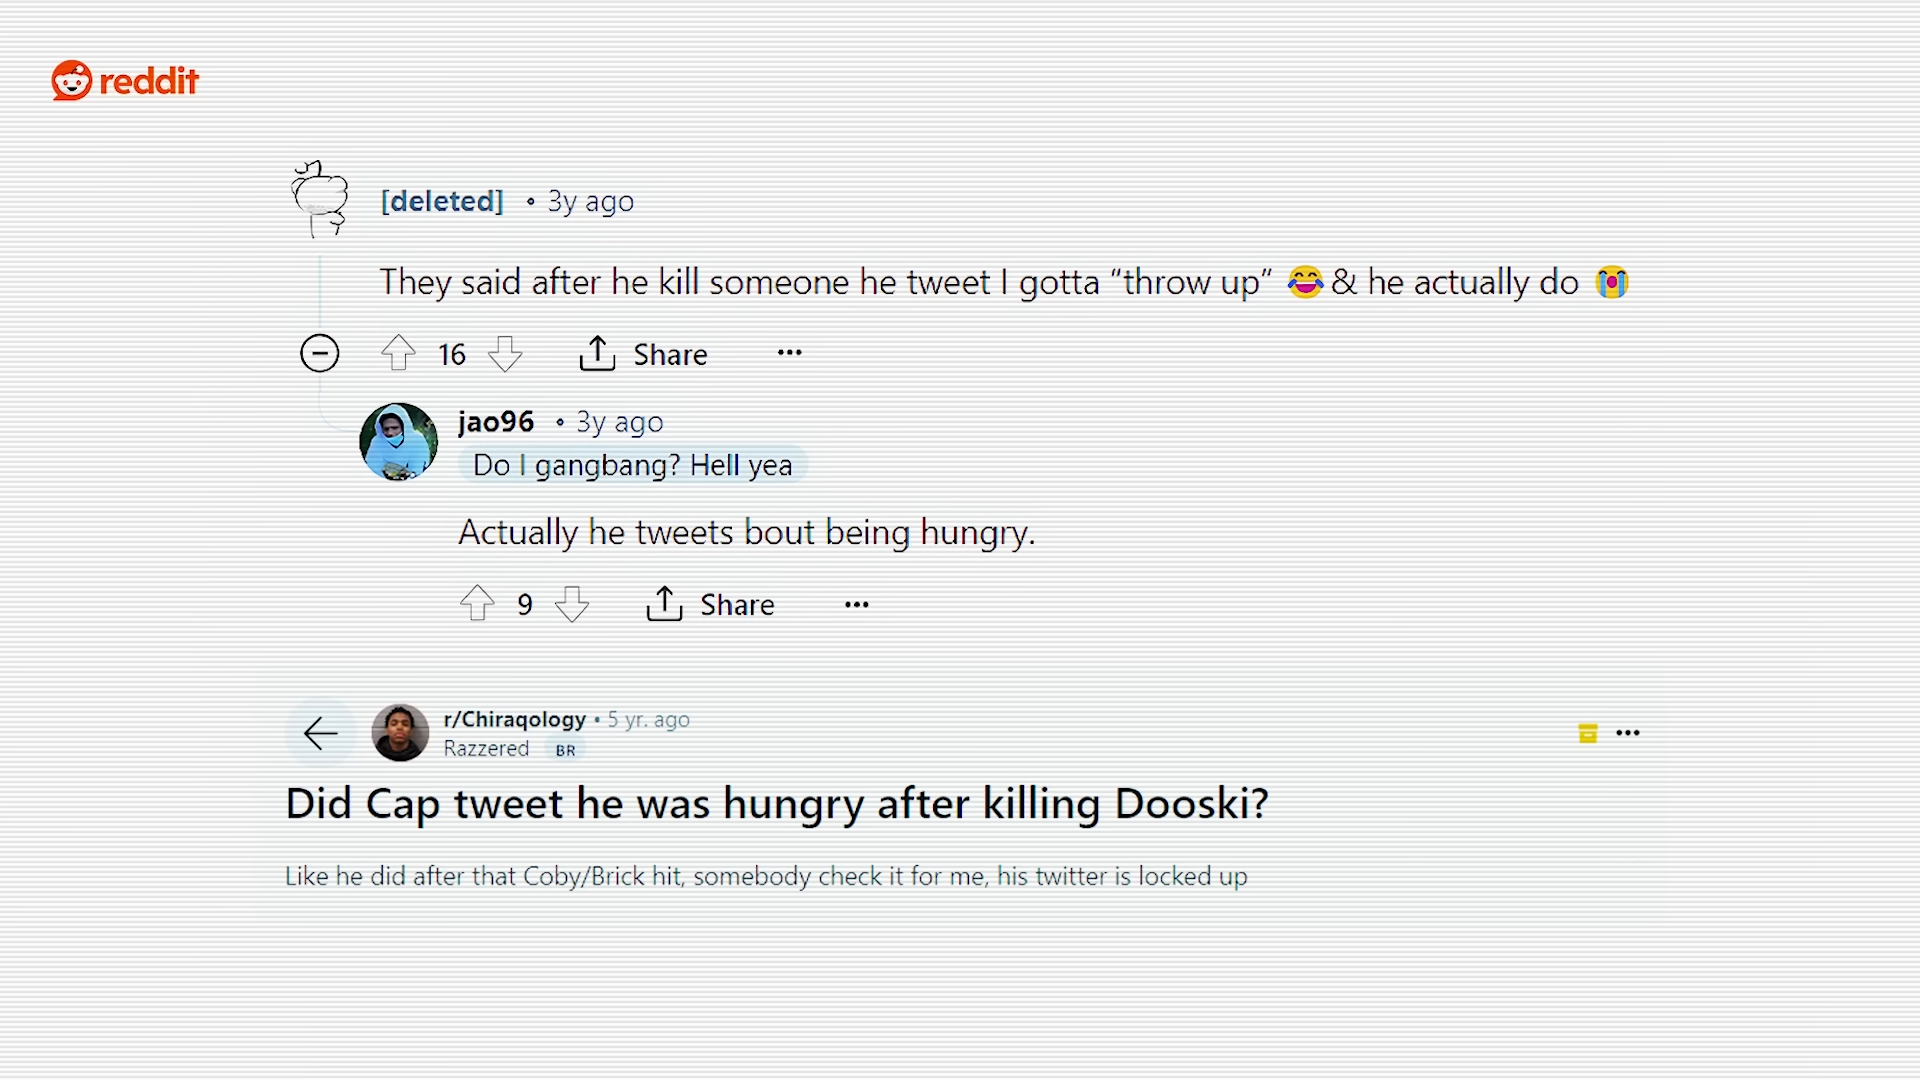 reddit
[deleted] • 3y ago
They said after he kill someone he tweet I gotta “throw up” 😂 & he actually do 😭
16 Share
jao96 • 3y ago
Do I gangbang? Hell yea
Actually he tweets bout being hungry.
9 Share
r/Chiraqology • 5 yr. ago
Razzered BR
Did Cap tweet he was hungry after killing Dooski?
Like he did after that Coby/Brick hit, somebody check it for me, his twitter is locked up